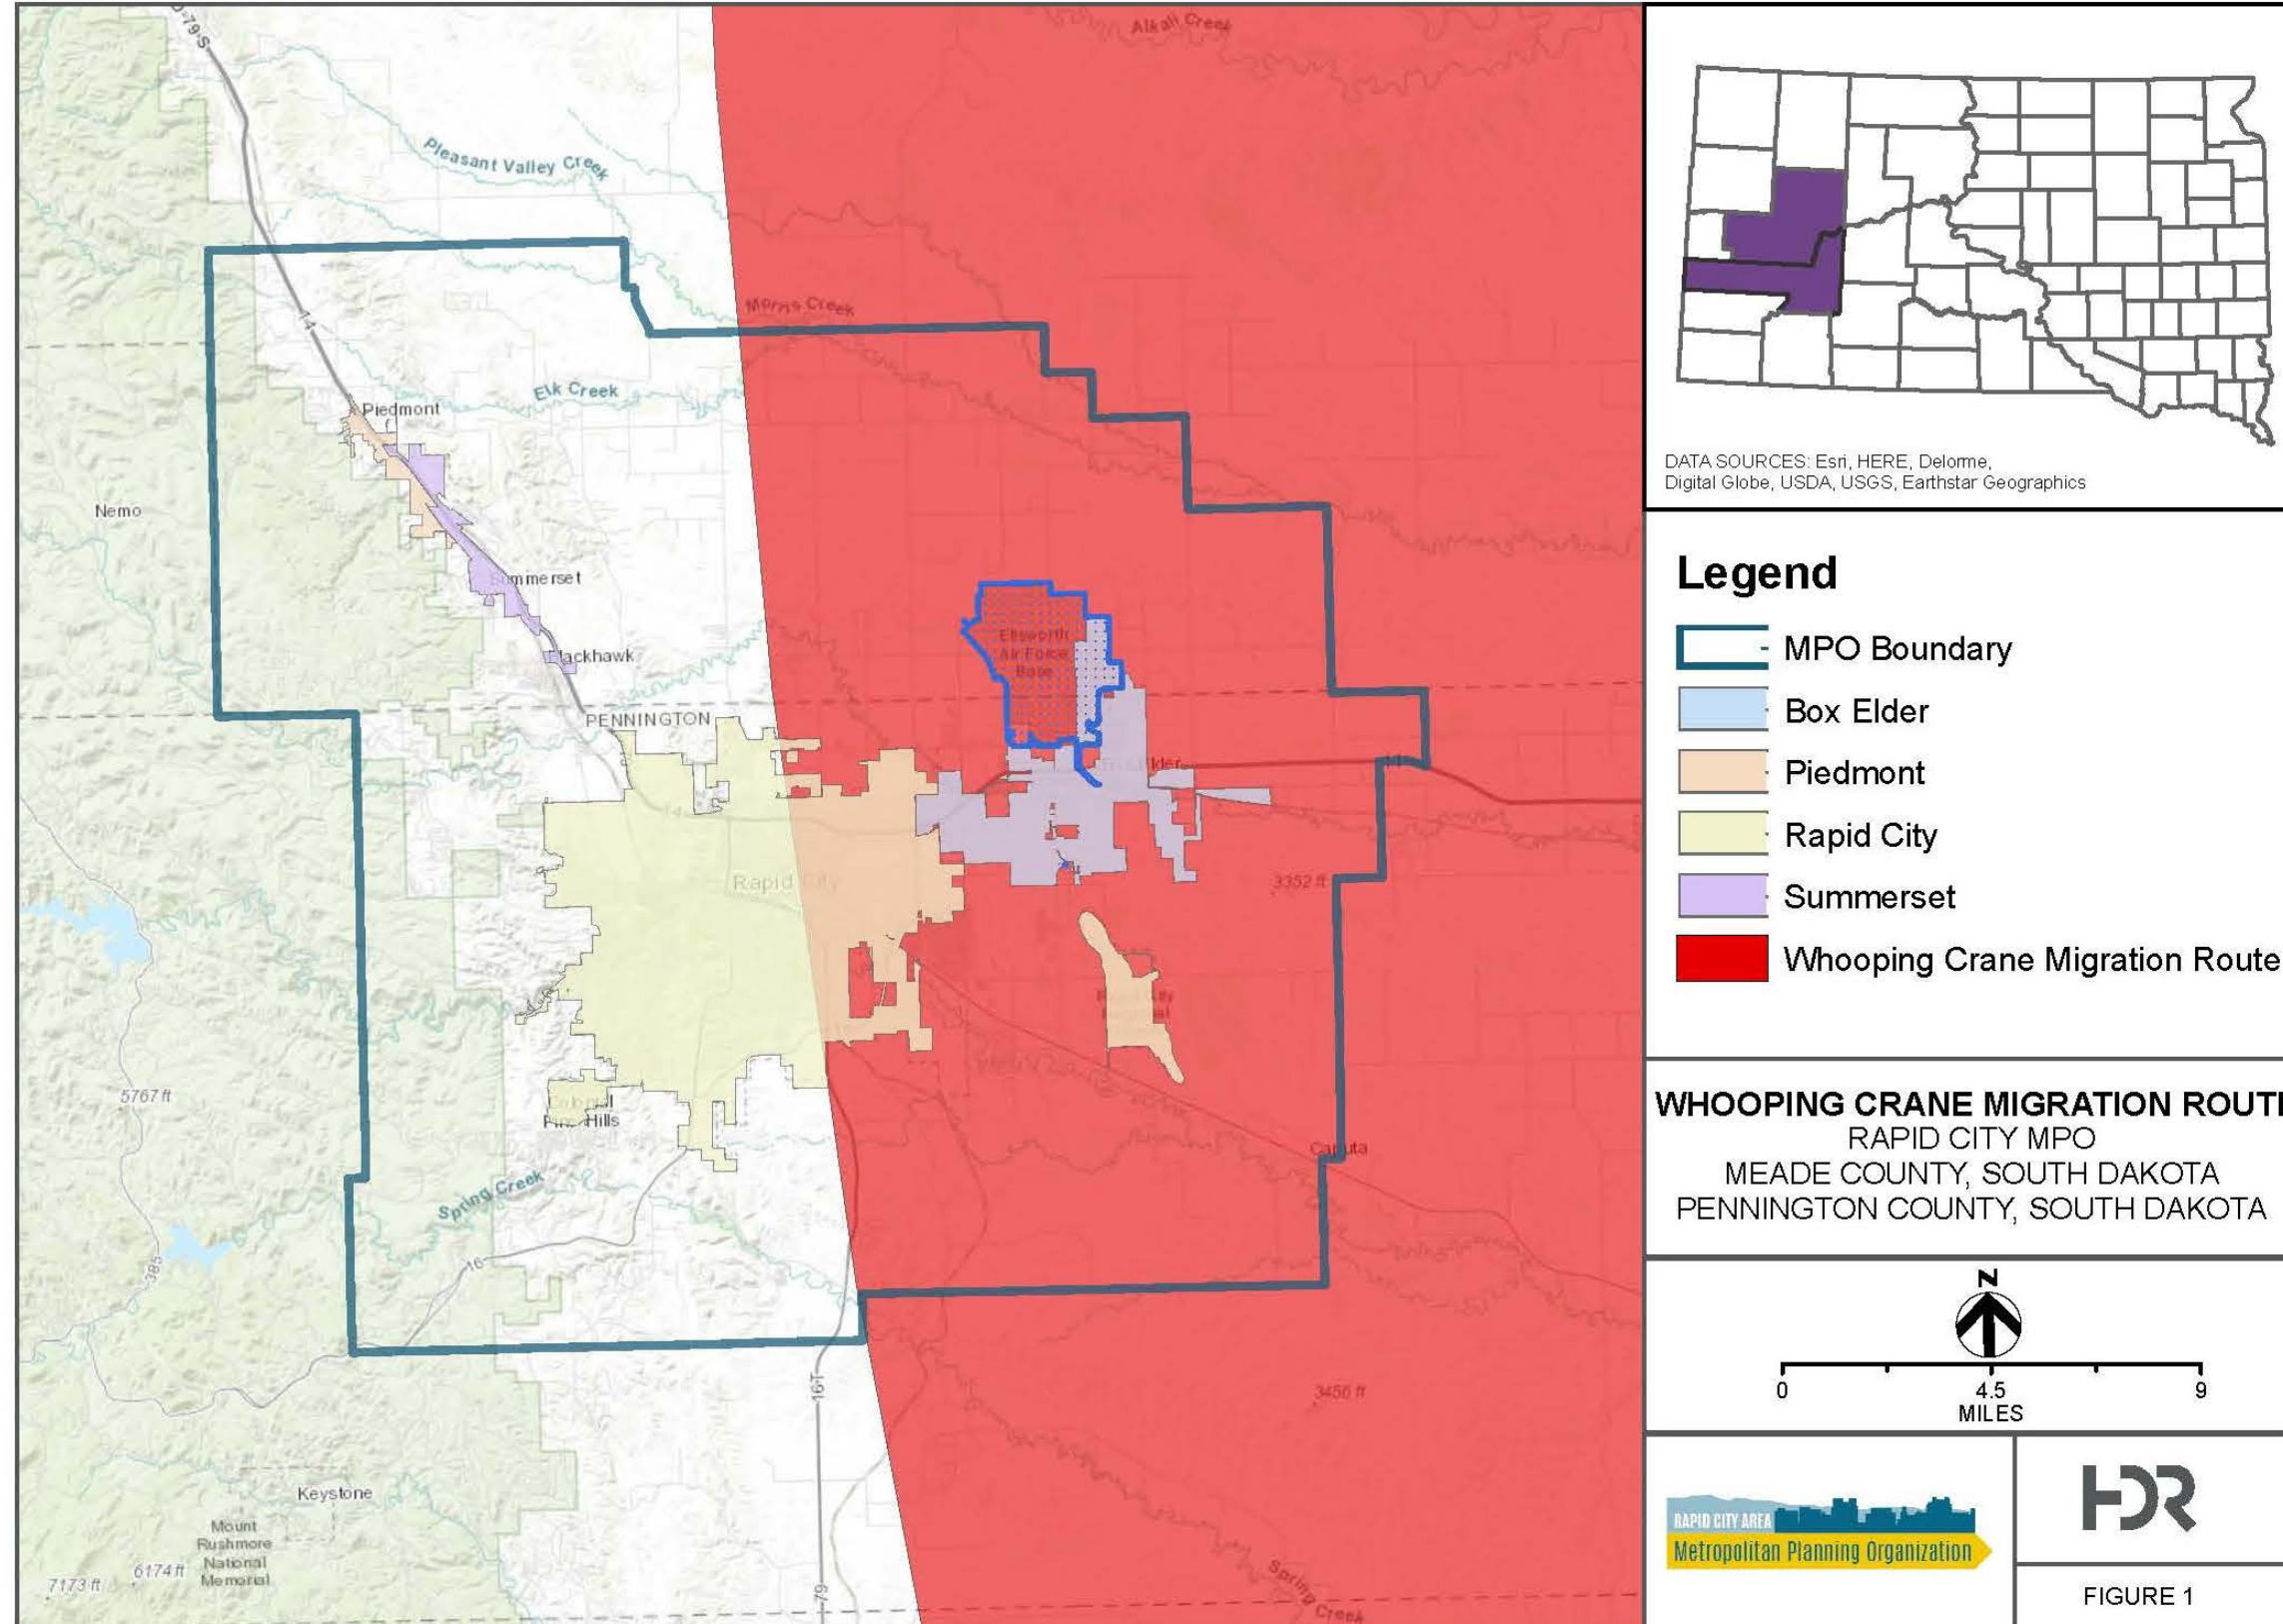 D-79-S
Alkali Creek
Pleasant Valley Creek
Morris Creek
14
Elk Creek
Piedmont
Nemo
Summerset
Ellsworth
Air Force
Base
Blackhawk
PENNINGTON
14
Rapid City
3352 ft
5767 ft
Hills
Caputa
Spring Creek
16
385
16-T
3456 ft
Keystone
Mount
Rushmore
National
Memorial
6174 ft
7173 ft
79
Spring Creek
DATA SOURCES: Esri, HERE, Delorme,
Digital Globe, USDA, USGS, Earthstar Geographics
Legend
MPO Boundary
Box Elder
Piedmont
Rapid City
Summerset
Whooping Crane Migration Route
WHOOPING CRANE MIGRATION ROUT
RAPID CITY MPO
MEADE COUNTY, SOUTH DAKOTA
PENNINGTON COUNTY, SOUTH DAKOTA
N
0 4.5 9
MILES
RAPID CITY AREA
Metropolitan Planning Organization
HDR
FIGURE 1